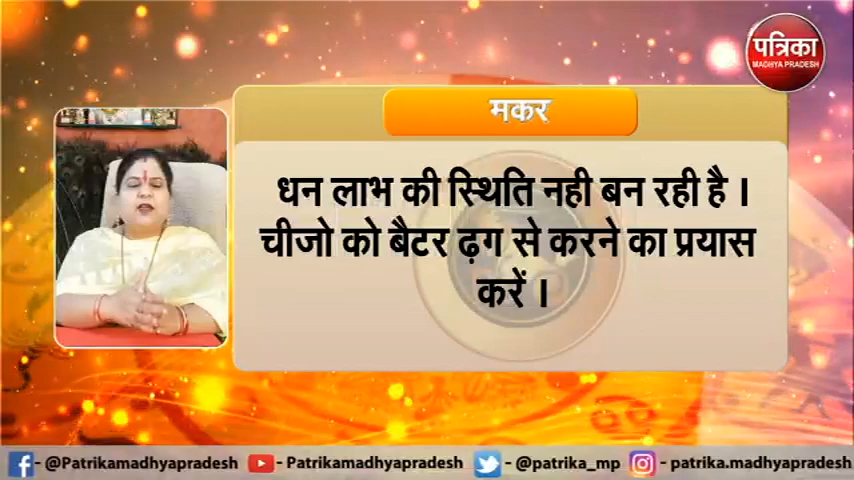 पत्रिका
MADHYA PRADESH
मकर
धन लाभ की स्थिति नही बन रही है ।
चीजो को बैटर ढ़ग से करने का प्रयास
करें ।
- @Patrikamadhyapradesh - Patrikamadhyapradesh - @patrika_mp - patrika.madhyapradesh